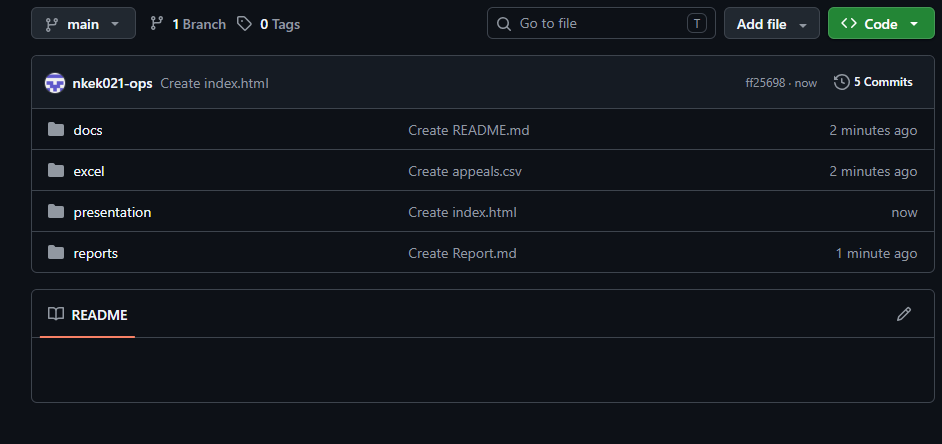 main 1 Branch 0 Tags Go to file T Add file Code
nkek021-ops Create index.html ff25698 · now 5 Commits
docs Create README.md 2 minutes ago
excel Create appeals.csv 2 minutes ago
presentation Create index.html now
reports Create Report.md 1 minute ago
README